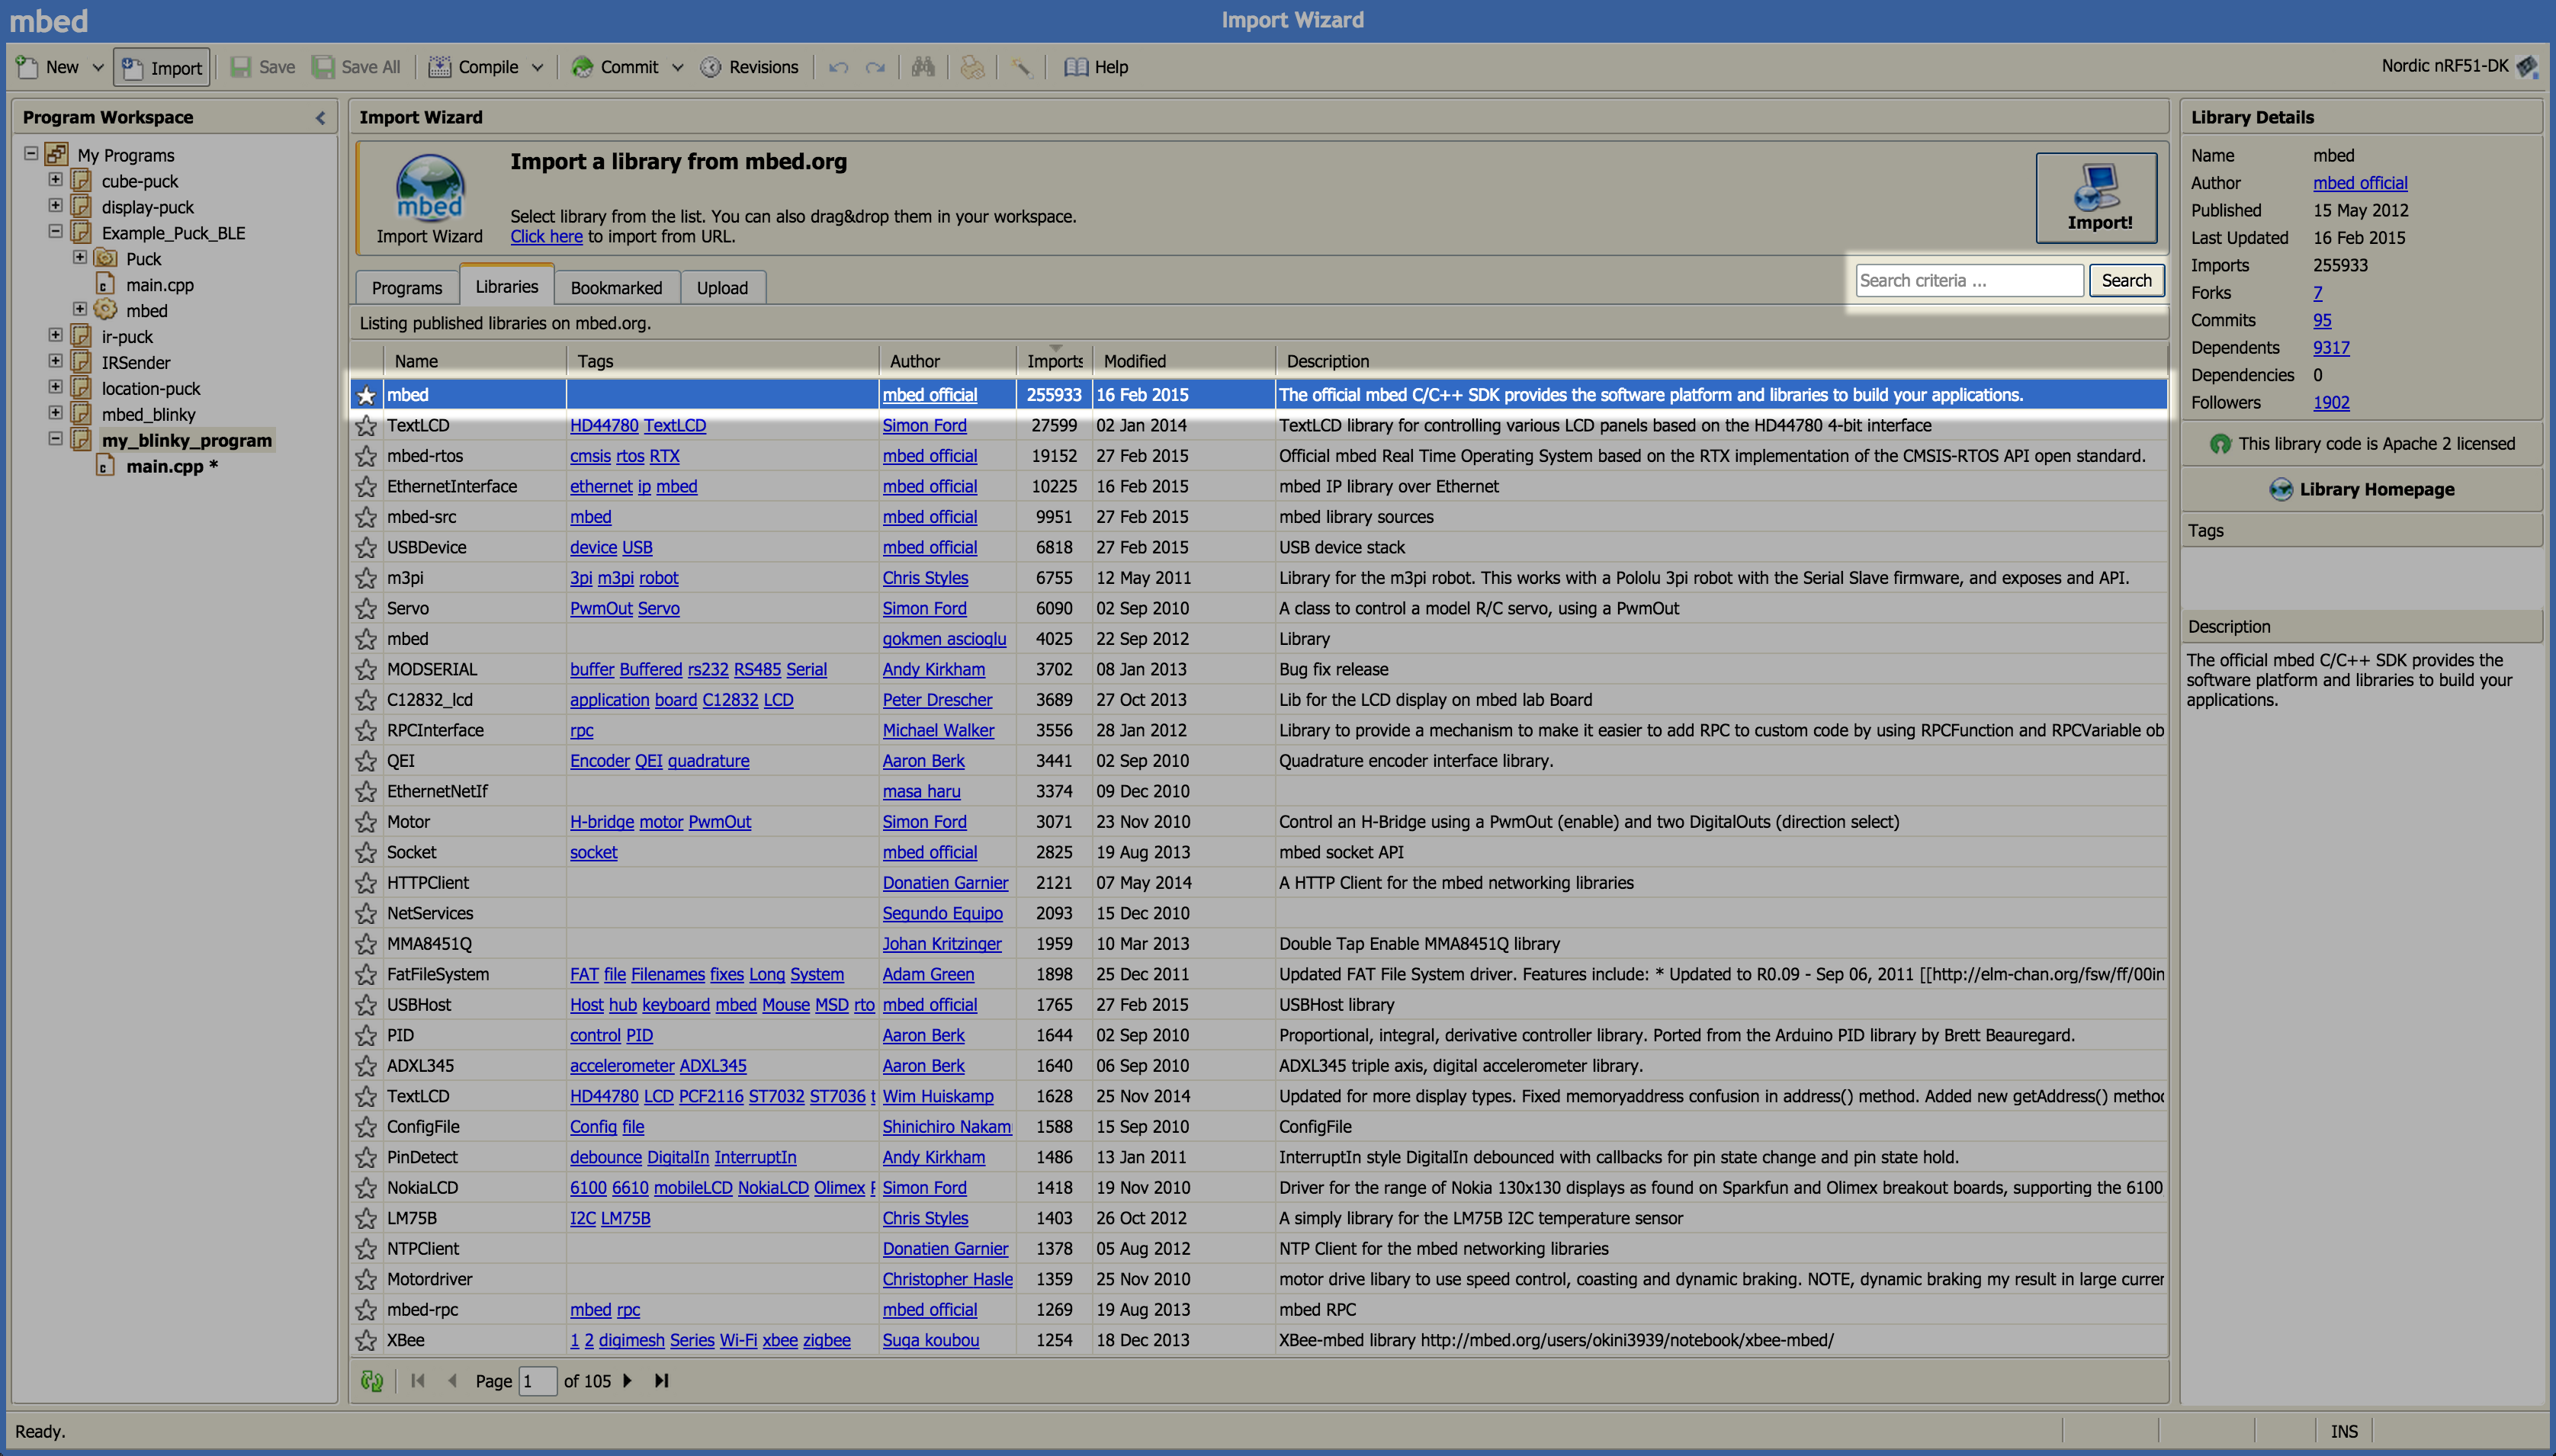 mbed
Import Wizard
New Import Save Save All Compile Commit Revisions Help Nordic nRF51-DK
Program Workspace
My Programs
cube-puck
display-puck
Example_Puck_BLE
Puck
main.cpp
mbed
ir-puck
IRSender
location-puck
mbed_blinky
my_blinky_program
main.cpp *
Import Wizard
mbed
Import Wizard
Import a library from mbed.org
Select library from the list. You can also drag&drop them in your workspace.
Click here to import from URL.
Import!
Programs Libraries Bookmarked Upload
Search criteria ... Search
Listing published libraries on mbed.org.
Name Tags Author Imports Modified Description
mbed mbed official 255933 16 Feb 2015 The official mbed C/C++ SDK provides the software platform and libraries to build your applications.
TextLCD HD44780 TextLCD Simon Ford 27599 02 Jan 2014 TextLCD library for controlling various LCD panels based on the HD44780 4-bit interface
mbed-rtos cmsis rtos RTX mbed official 19152 27 Feb 2015 Official mbed Real Time Operating System based on the RTX implementation of the CMSIS-RTOS API open standard.
EthernetInterface ethernet ip mbed mbed official 10225 16 Feb 2015 mbed IP library over Ethernet
mbed-src mbed mbed official 9951 27 Feb 2015 mbed library sources
USBDevice device USB mbed official 6818 27 Feb 2015 USB device stack
m3pi 3pi m3pi robot Chris Styles 6755 12 May 2011 Library for the m3pi robot. This works with a Pololu 3pi robot with the Serial Slave firmware, and exposes and API.
Servo PwmOut Servo Simon Ford 6090 02 Sep 2010 A class to control a model R/C servo, using a PwmOut
mbed gokmen ascioglu 4025 22 Sep 2012 Library
MODSERIAL buffer Buffered rs232 RS485 Serial Andy Kirkham 3702 08 Jan 2013 Bug fix release
C12832_lcd application board C12832 LCD Peter Drescher 3689 27 Oct 2013 Lib for the LCD display on mbed lab Board
RPCInterface rpc Michael Walker 3556 28 Jan 2012 Library to provide a mechanism to make it easier to add RPC to custom code by using RPCFunction and RPCVariable ob
QEI Encoder QEI quadrature Aaron Berk 3441 02 Sep 2010 Quadrature encoder interface library.
EthernetNetIf masa haru 3374 09 Dec 2010
Motor H-bridge motor PwmOut Simon Ford 3071 23 Nov 2010 Control an H-Bridge using a PwmOut (enable) and two DigitalOuts (direction select)
Socket socket mbed official 2825 19 Aug 2013 mbed socket API
HTTPClient Donatien Garnier 2121 07 May 2014 A HTTP Client for the mbed networking libraries
NetServices Segundo Equipo 2093 15 Dec 2010
MMA8451Q Johan Kritzinger 1959 10 Mar 2013 Double Tap Enable MMA8451Q library
FatFileSystem FAT file Filenames fixes Long System Adam Green 1898 25 Dec 2011 Updated FAT File System driver. Features include: * Updated to R0.09 - Sep 06, 2011 [[http://elm-chan.org/fsw/ff/00in
USBHost Host hub keyboard mbed Mouse MSD rto mbed official 1765 27 Feb 2015 USBHost library
PID control PID Aaron Berk 1644 02 Sep 2010 Proportional, integral, derivative controller library. Ported from the Arduino PID library by Brett Beauregard.
ADXL345 accelerometer ADXL345 Aaron Berk 1640 06 Sep 2010 ADXL345 triple axis, digital accelerometer library.
TextLCD HD44780 LCD PCF2116 ST7032 ST7036 t Wim Huiskamp 1628 25 Nov 2014 Updated for more display types. Fixed memoryaddress confusion in address() method. Added new getAddress() method
ConfigFile Config file Shinichiro Nakam 1588 15 Sep 2010 ConfigFile
PinDetect debounce DigitalIn InterruptIn Andy Kirkham 1486 13 Jan 2011 InterruptIn style DigitalIn debounced with callbacks for pin state change and pin state hold.
NokiaLCD 6100 6610 mobileLCD NokiaLCD Olimex Simon Ford 1418 19 Nov 2010 Driver for the range of Nokia 130x130 displays as found on Sparkfun and Olimex breakout boards, supporting the 6100
LM75B I2C LM75B Chris Styles 1403 26 Oct 2012 A simply library for the LM75B I2C temperature sensor
NTPClient Donatien Garnier 1378 05 Aug 2012 NTP Client for the mbed networking libraries
Motordriver Christopher Hasle 1359 25 Nov 2010 motor drive libary to use speed control, coasting and dynamic braking. NOTE, dynamic braking my result in large currer
mbed-rpc mbed rpc mbed official 1269 19 Aug 2013 mbed RPC
XBee 1 2 digimesh Series Wi-Fi xbee zigbee Suga koubou 1254 18 Dec 2013 XBee-mbed library http://mbed.org/users/okini3939/notebook/xbee-mbed/
Page 1 of 105
Library Details
Name mbed
Author mbed official
Published 15 May 2012
Last Updated 16 Feb 2015
Imports 255933
Forks 7
Commits 95
Dependents 9317
Dependencies 0
Followers 1902
This library code is Apache 2 licensed
Library Homepage
Tags
Description
The official mbed C/C++ SDK provides the
software platform and libraries to build your
applications.
Ready. INS